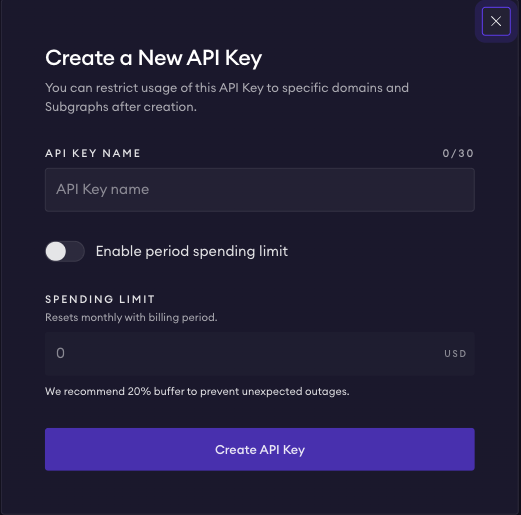 Create a New API Key
You can restrict usage of this API Key to specific domains and
Subgraphs after creation.
API KEY NAME 0/30
API Key name
Enable period spending limit
SPENDING LIMIT
Resets monthly with billing period.
0 USD
We recommend 20% buffer to prevent unexpected outages.
Create API Key